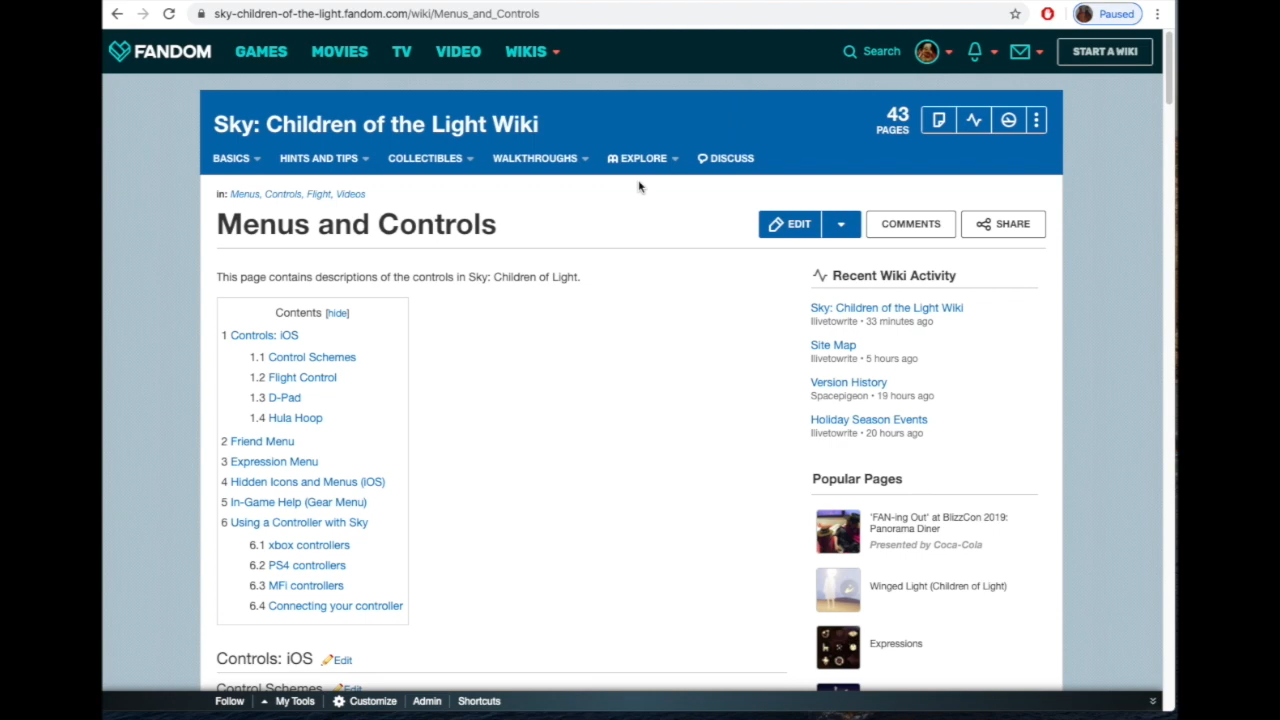 sky-children-of-the-light.fandom.com/wiki/Menus_and_Controls
Paused
FANDOM
GAMES
MOVIES
TV
VIDEO
WIKIS
Search
START A WIKI
Sky: Children of the Light Wiki
43
PAGES
BASICS
HINTS AND TIPS
COLLECTIBLES
WALKTHROUGHS
EXPLORE
DISCUSS
in: Menus, Controls, Flight, Videos
Menus and Controls
EDIT
COMMENTS
SHARE
This page contains descriptions of the controls in Sky: Children of Light.
Contents [hide]
1 Controls: iOS
1.1 Control Schemes
1.2 Flight Control
1.3 D-Pad
1.4 Hula Hoop
2 Friend Menu
3 Expression Menu
4 Hidden Icons and Menus (iOS)
5 In-Game Help (Gear Menu)
6 Using a Controller with Sky
6.1 xbox controllers
6.2 PS4 controllers
6.3 MFi controllers
6.4 Connecting your controller
Controls: iOS Edit
Control Schemes Edit
Recent Wiki Activity
Sky: Children of the Light Wiki
Ilivetowrite • 33 minutes ago
Site Map
Ilivetowrite • 5 hours ago
Version History
Spacepigeon • 19 hours ago
Holiday Season Events
Ilivetowrite • 20 hours ago
Popular Pages
'FAN-ing Out' at BlizzCon 2019:
Panorama Diner
Presented by Coca-Cola
Winged Light (Children of Light)
Expressions
Follow
My Tools
Customize
Admin
Shortcuts